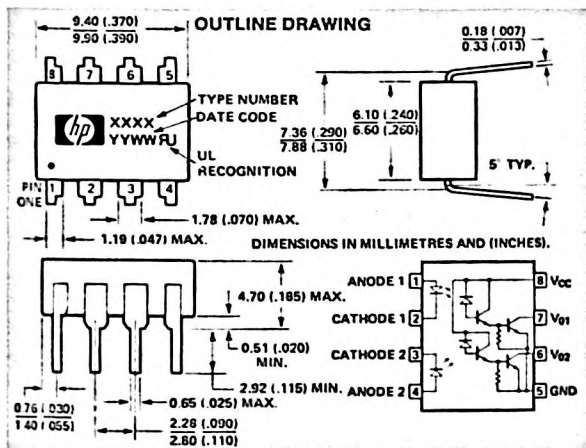 OUTLINE DRAWING
9.40 (.370)
9.90 (.390)
8 7 6 5
hp
XXXX
YYWW RU
TYPE NUMBER
DATE CODE
UL
RECOGNITION
PIN
ONE
1 2 3 4
1.78 (.070) MAX.
1.19 (.047) MAX.
0.18 (.007)
0.33 (.013)
7.36 (.290)
7.88 (.310)
6.10 (.240)
6.60 (.260)
5° TYP.
DIMENSIONS IN MILLIMETRES AND (INCHES).
4.70 (.185) MAX.
0.51 (.020)
MIN.
2.92 (.115) MIN.
0.76 (.030)
1.40 (.055)
0.65 (.025) MAX.
2.28 (.090)
2.80 (.110)
ANODE 1 1 8 VCC
CATHODE 1 2 7 V01
CATHODE 2 3 6 V02
ANODE 2 4 5 GND